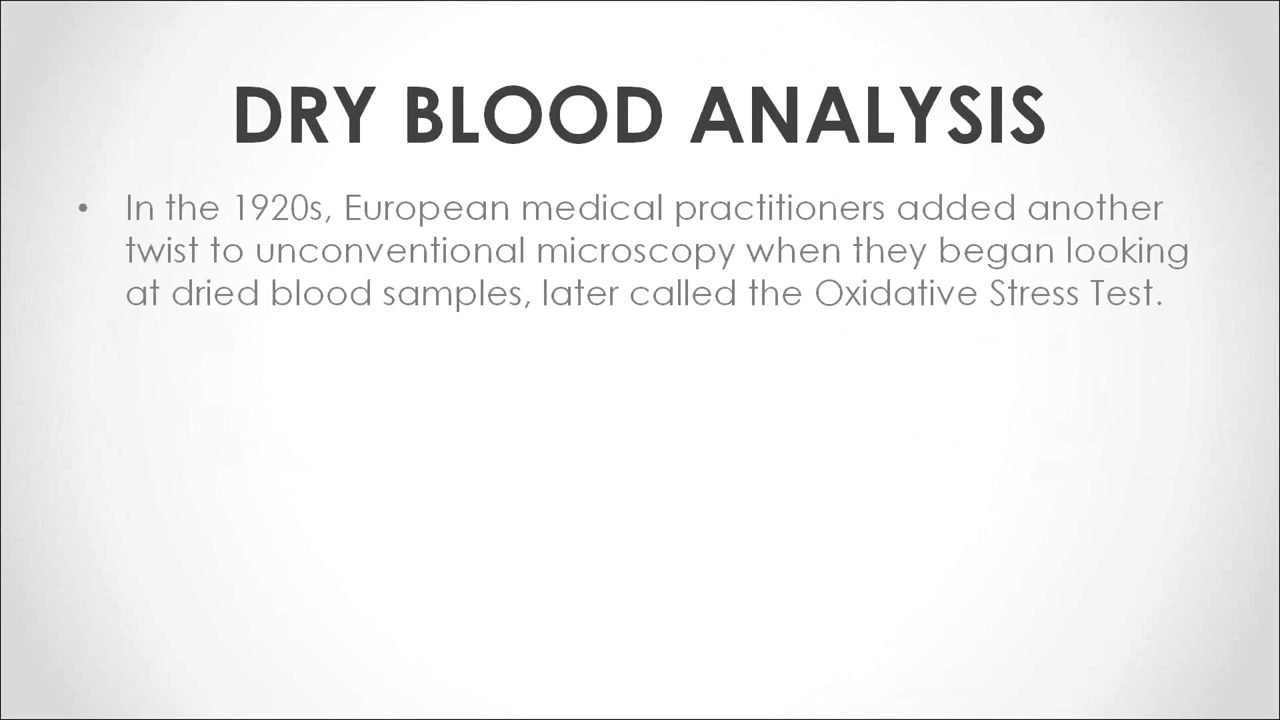 DRY BLOOD ANALYSIS
• In the 1920s, European medical practitioners added another
twist to unconventional microscopy when they began looking
at dried blood samples, later called the Oxidative Stress Test.